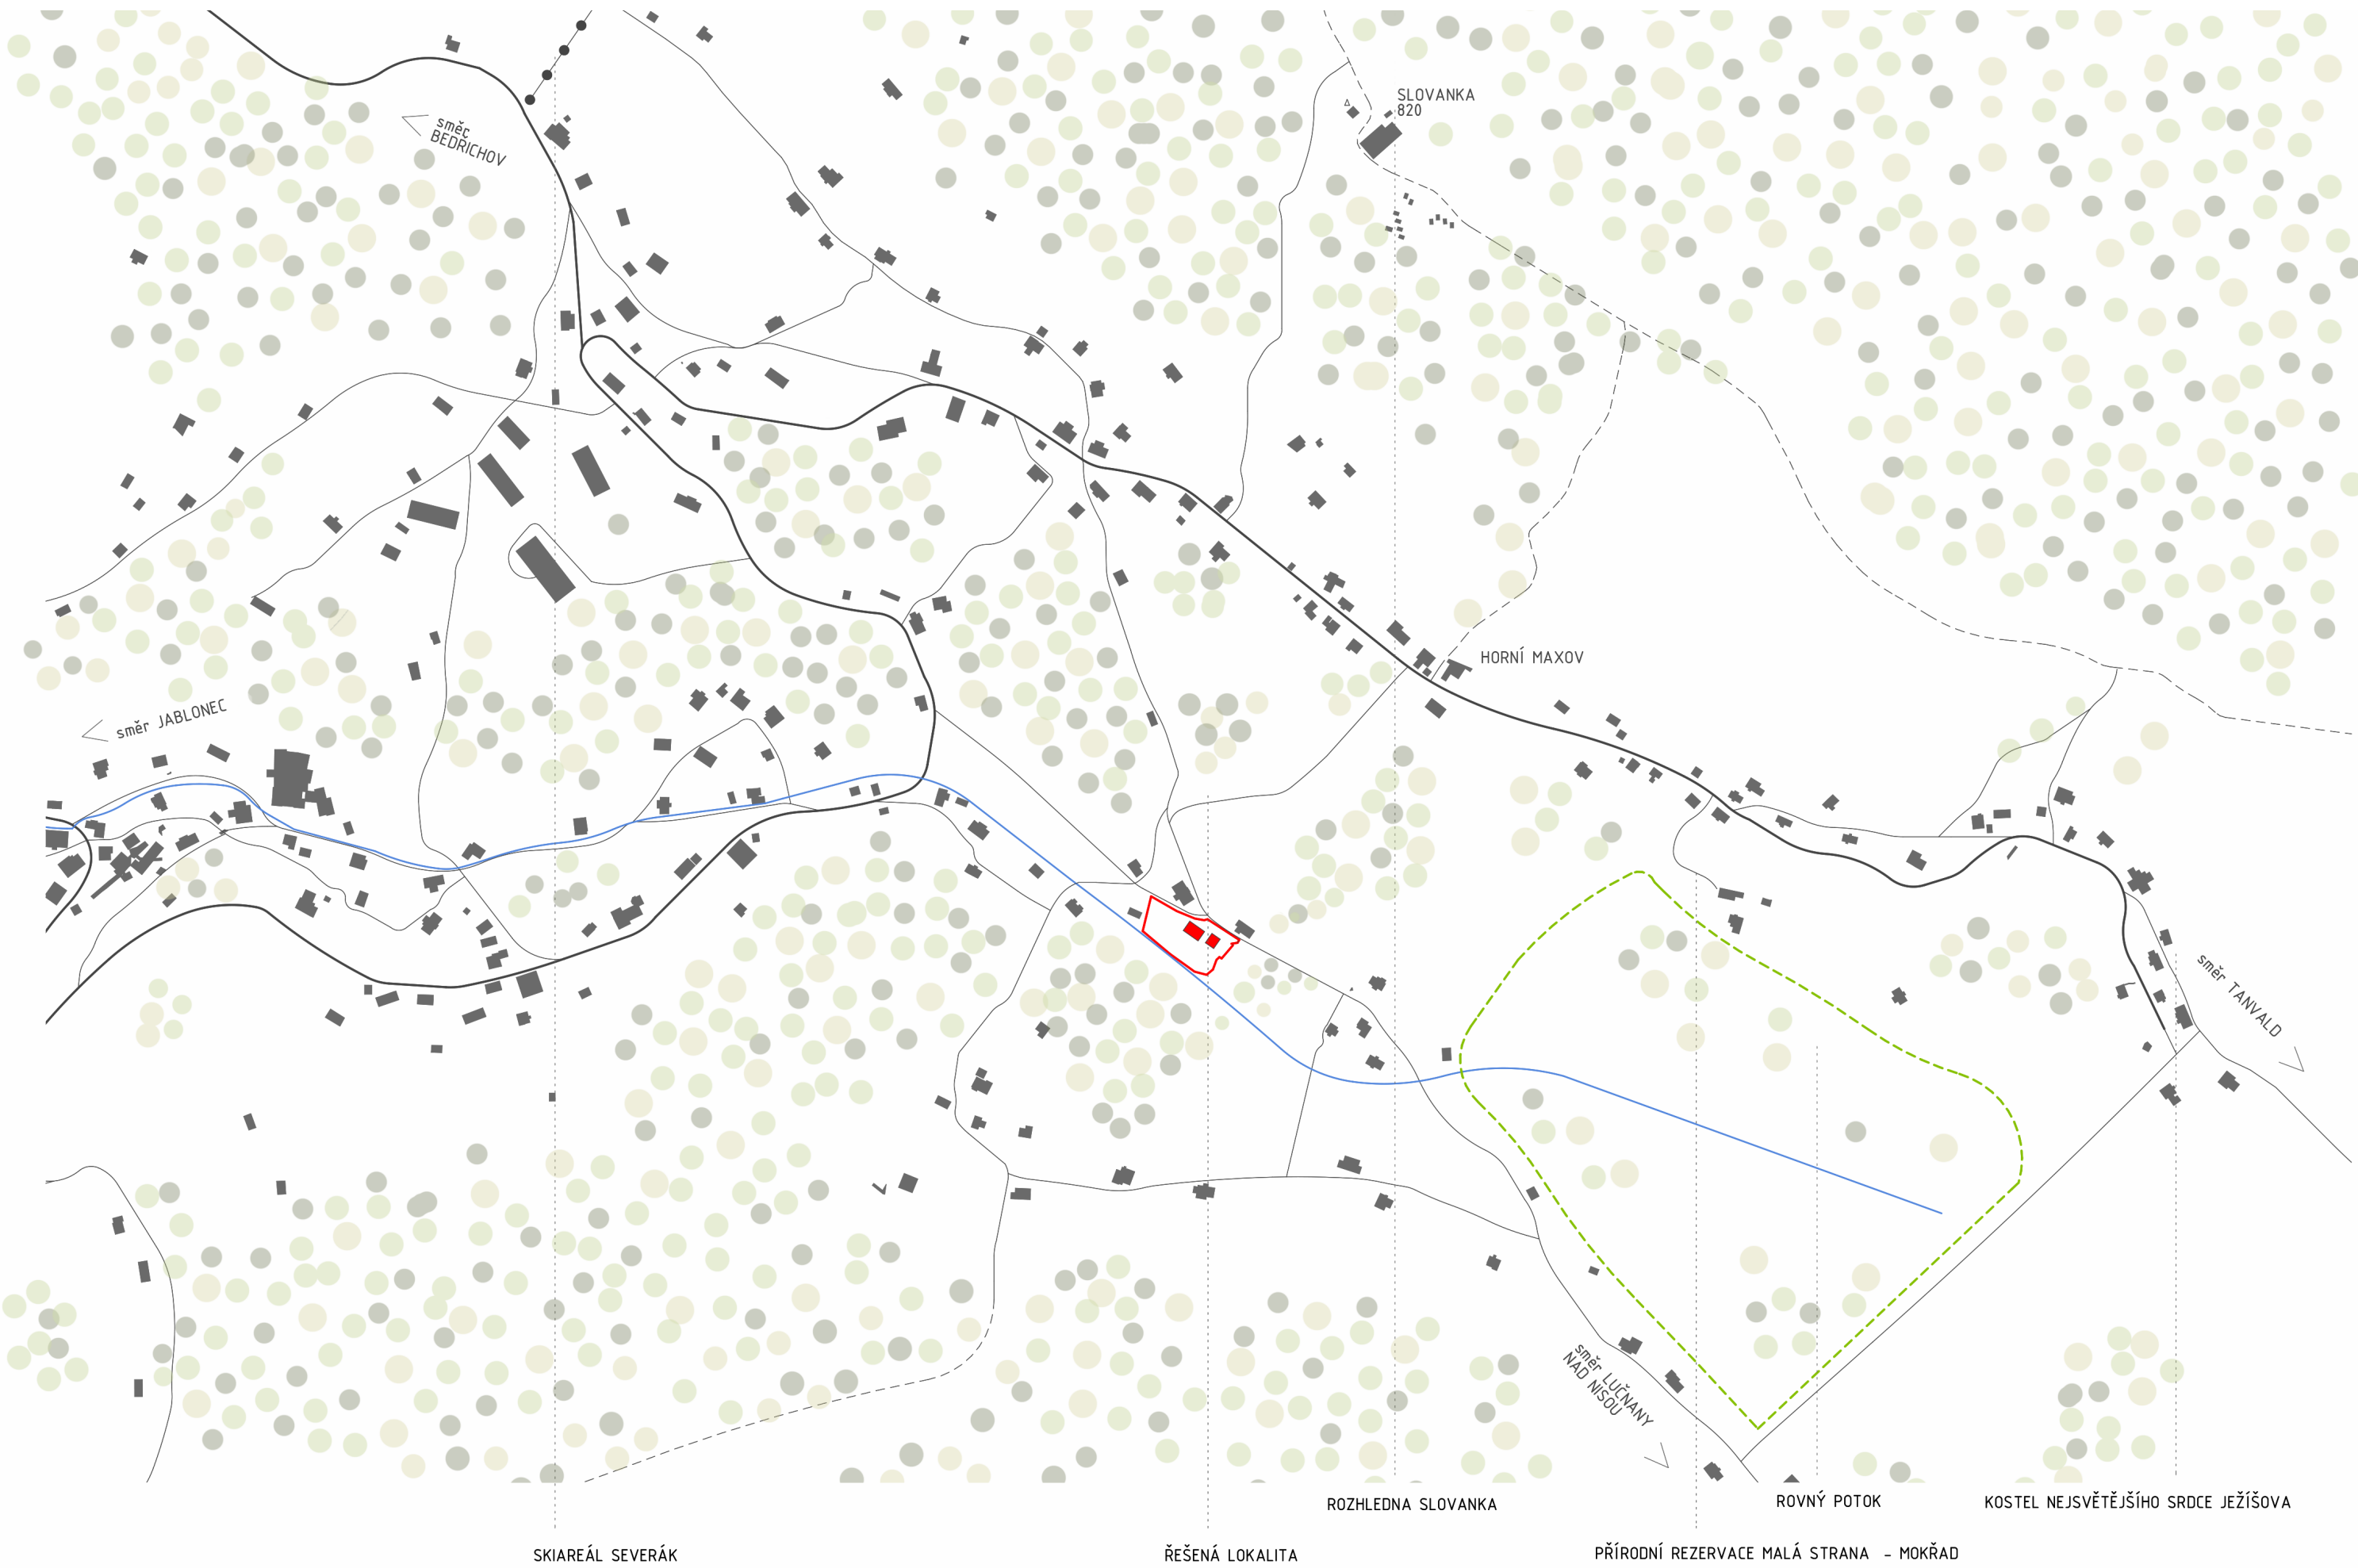 SLOVANKA
820
směr
BEDŘICHOV
HORNÍ MAXOV
směr JABLONEC
směr TANVALD
směr LUČNANY
NAD NISOU
ROZHLEDNA SLOVANKA
ROVNÝ POTOK
KOSTEL NEJSVĚTĚJŠÍHO SRDCE JEŽÍŠOVA
SKIAREÁL SEVERÁK
ŘEŠENÁ LOKALITA
PŘÍRODNÍ REZERVACE MALÁ STRANA - MOKŘAD